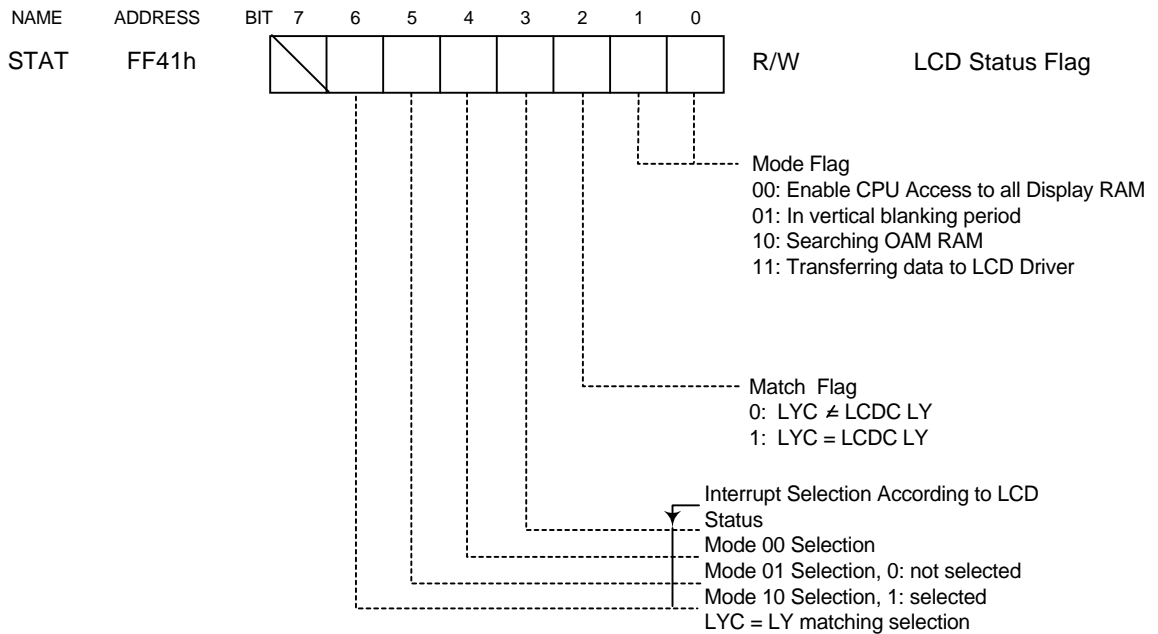 NAME ADDRESS BIT 7 6 5 4 3 2 1 0
STAT FF41h R/W LCD Status Flag
Mode Flag
00: Enable CPU Access to all Display RAM
01: In vertical blanking period
10: Searching OAM RAM
11: Transferring data to LCD Driver
Match Flag
0: LYC ≠ LCDC LY
1: LYC = LCDC LY
Interrupt Selection According to LCD
Status
Mode 00 Selection
Mode 01 Selection, 0: not selected
Mode 10 Selection, 1: selected
LYC = LY matching selection